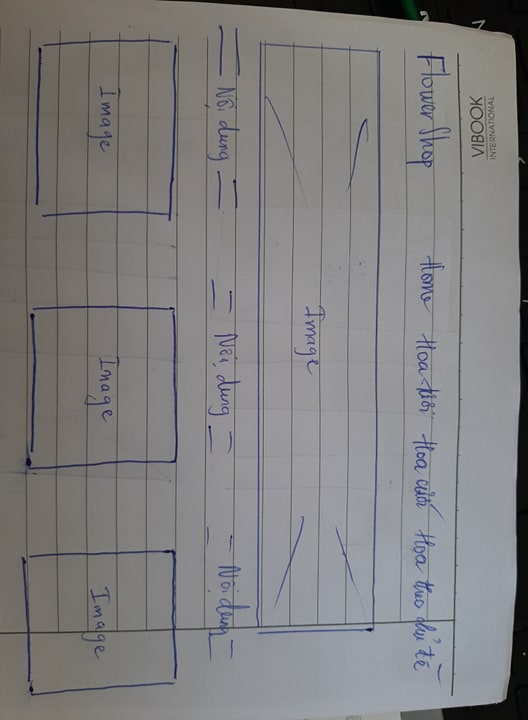 VIBOOK
INTERNATIONAL
Flower Shop Home Hoa tươi Hoa cưới Hoa theo chủ đề
Image
Nội dung Nội dung Nội dung
Image Image Image